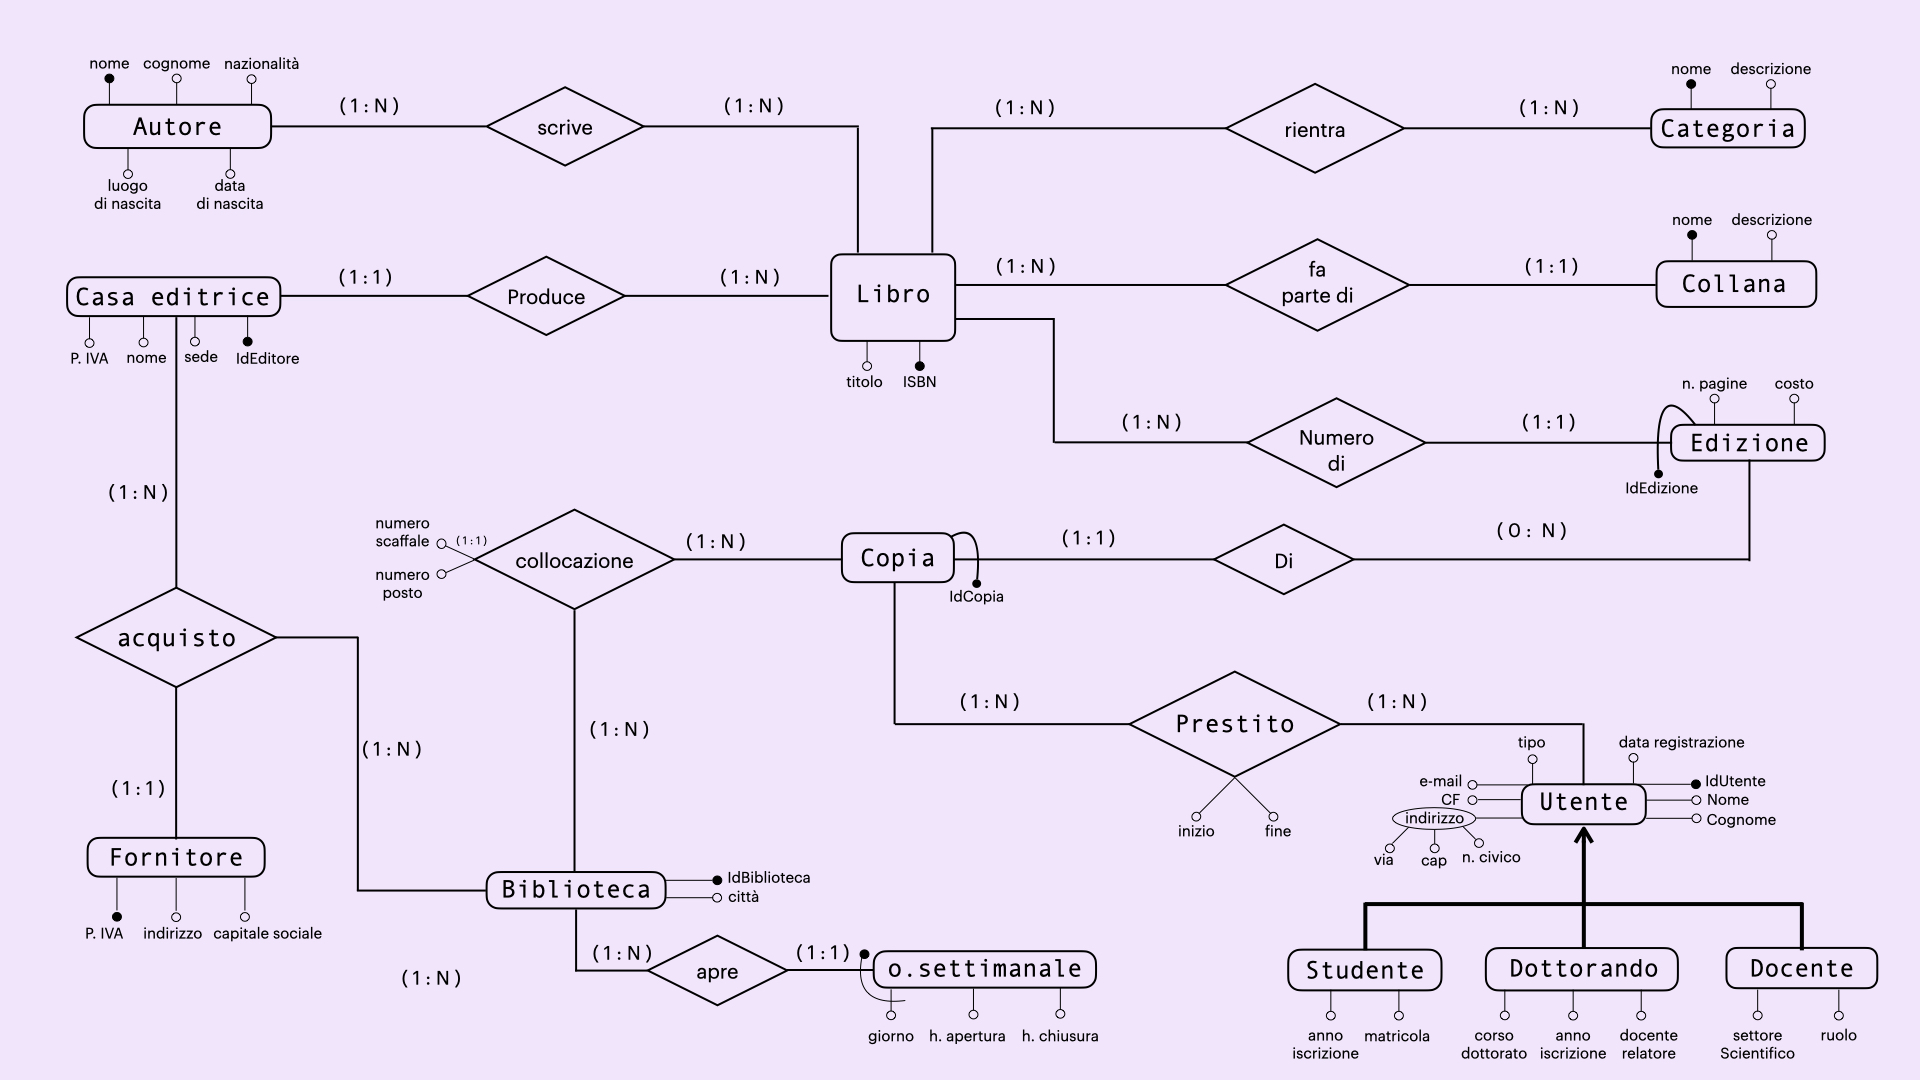 nome
cognome
nazionalità
(1:N)
(1:N)
Autore
scrive
luogo
di nascita
data
di nascita
(1:N)
(1:N)
rientra
nome
descrizione
Categoria
(1:1)
(1:N)
Casa editrice
Produce
P. IVA
nome
sede
IdEditore
Libro
titolo
ISBN
(1:N)
(1:1)
fa
parte di
nome
descrizione
Collana
(1:N)
(1:1)
Numero
di
n. pagine
costo
Edizione
IdEdizione
(1:N)
numero
scaffale
(1:1)
numero
posto
collocazione
(1:N)
Copia
IdCopia
(1:1)
Di
(0: N)
acquisto
(1:N)
(1:N)
(1:1)
(1:N)
(1:N)
Prestito
inizio
fine
tipo
data registrazione
e-mail
CF
indirizzo
via
cap
n. civico
Utente
IdUtente
Nome
Cognome
Fornitore
P. IVA
indirizzo
capitale sociale
Biblioteca
IdBiblioteca
città
(1:N)
(1:N)
apre
(1:1)
o.settimanale
giorno
h. apertura
h. chiusura
Studente
anno
iscrizione
matricola
Dottorando
corso
dottorato
anno
iscrizione
docente
relatore
Docente
settore
Scientifico
ruolo